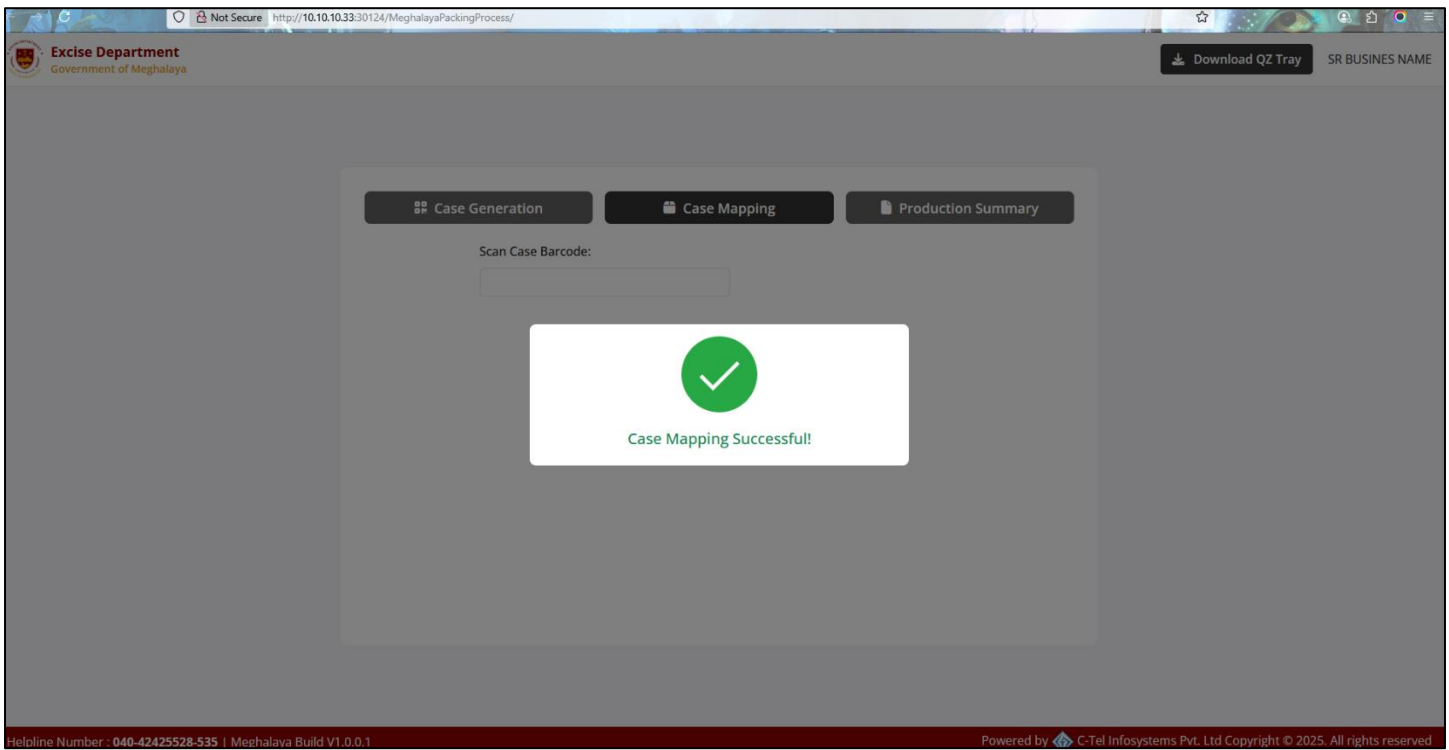 Not Secure http://10.10.10.33:30124/MeghalayaPackingProcess/
Excise Department
Government of Meghalaya
Download QZ Tray
SR BUSINES NAME
Case Generation
Case Mapping
Production Summary
Scan Case Barcode:
Case Mapping Successful!
Helpline Number : 040-42425528-535 | Meghalaya Build V1.0.0.1
Powered by C-Tel Infosystems Pvt. Ltd Copyright © 2025. All rights reserved